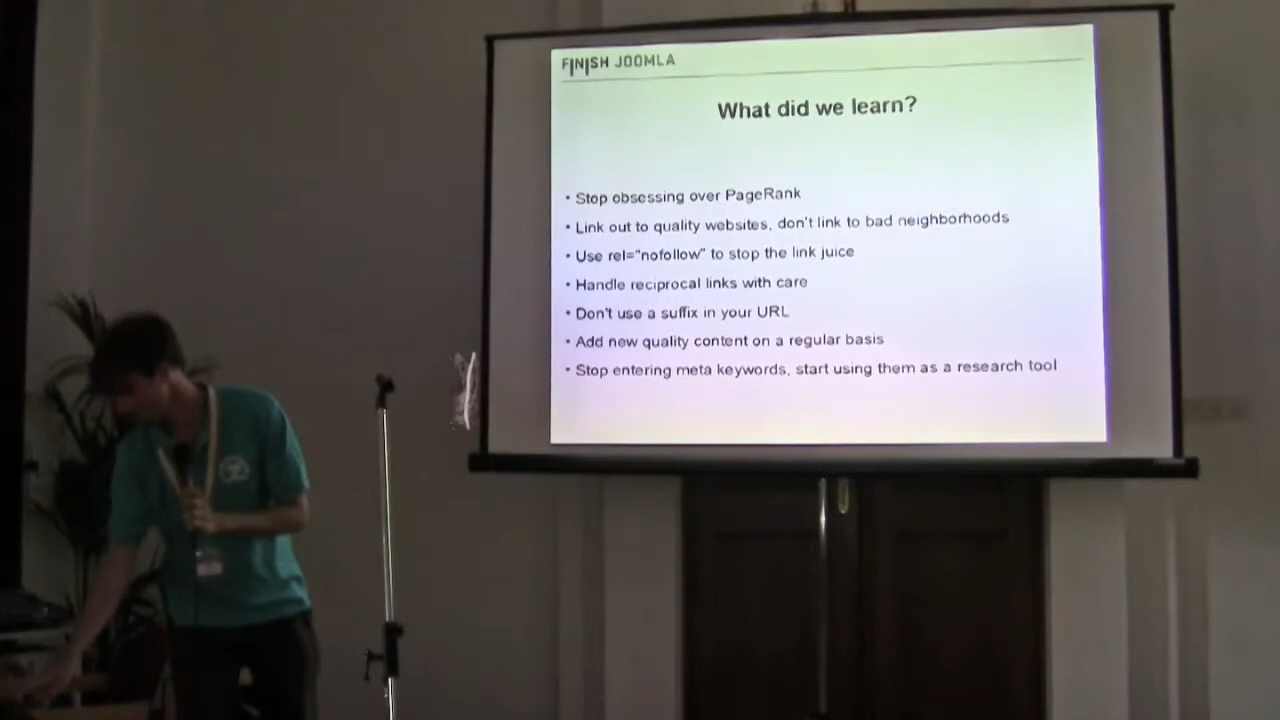 FINISH JOOMLA
What did we learn?
• Stop obsessing over PageRank
• Link out to quality websites, don't link to bad neighborhoods
• Use rel="nofollow" to stop the link juice
• Handle reciprocal links with care
• Don't use a suffix in your URL
• Add new quality content on a regular basis
• Stop entering meta keywords, start using them as a research tool